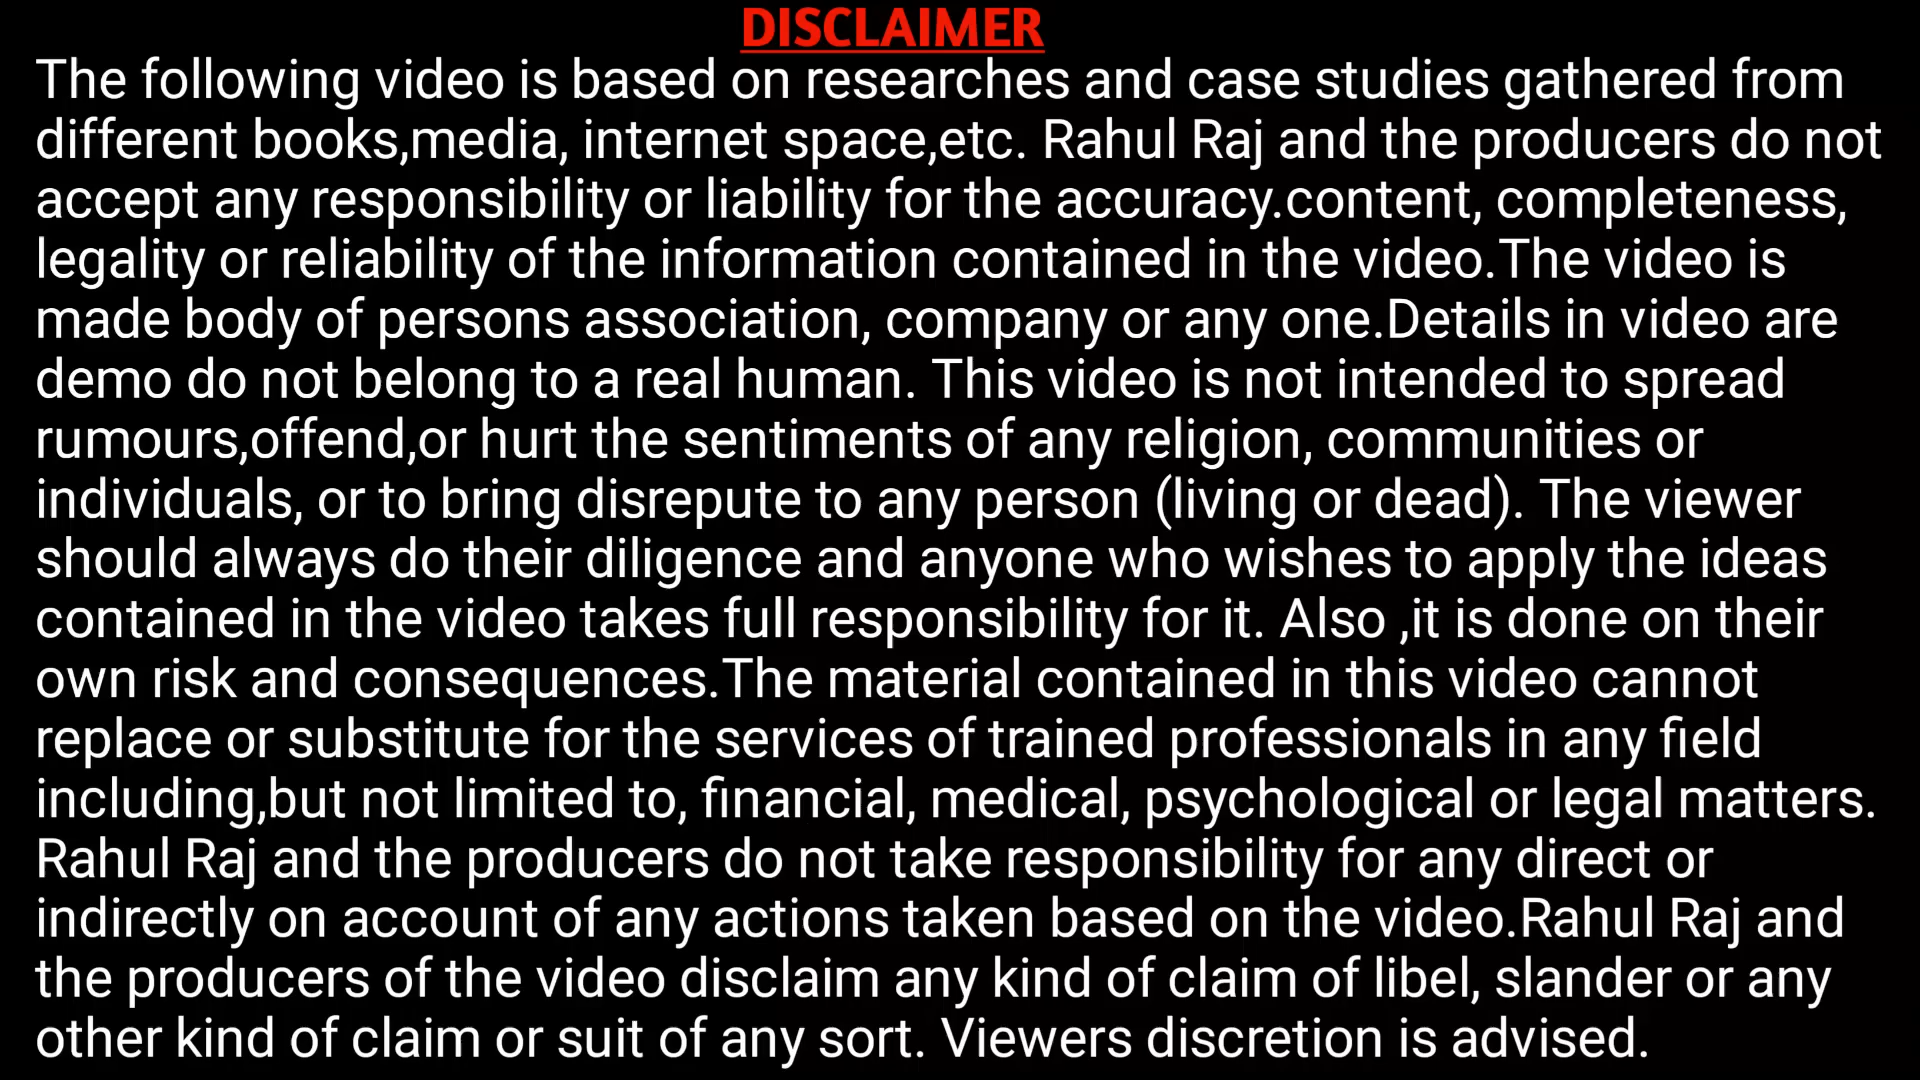 DISCLAIMER
The following video is based on researches and case studies gathered from
different books,media, internet space,etc. Rahul Raj and the producers do not
accept any responsibility or liability for the accuracy.content, completeness,
legality or reliability of the information contained in the video.The video is
made body of persons association, company or any one.Details in video are
demo do not belong to a real human. This video is not intended to spread
rumours,offend,or hurt the sentiments of any religion, communities or
individuals, or to bring disrepute to any person (living or dead). The viewer
should always do their diligence and anyone who wishes to apply the ideas
contained in the video takes full responsibility for it. Also ,it is done on their
own risk and consequences.The material contained in this video cannot
replace or substitute for the services of trained professionals in any field
including,but not limited to, financial, medical, psychological or legal matters.
Rahul Raj and the producers do not take responsibility for any direct or
indirectly on account of any actions taken based on the video.Rahul Raj and
the producers of the video disclaim any kind of claim of libel, slander or any
other kind of claim or suit of any sort. Viewers discretion is advised.